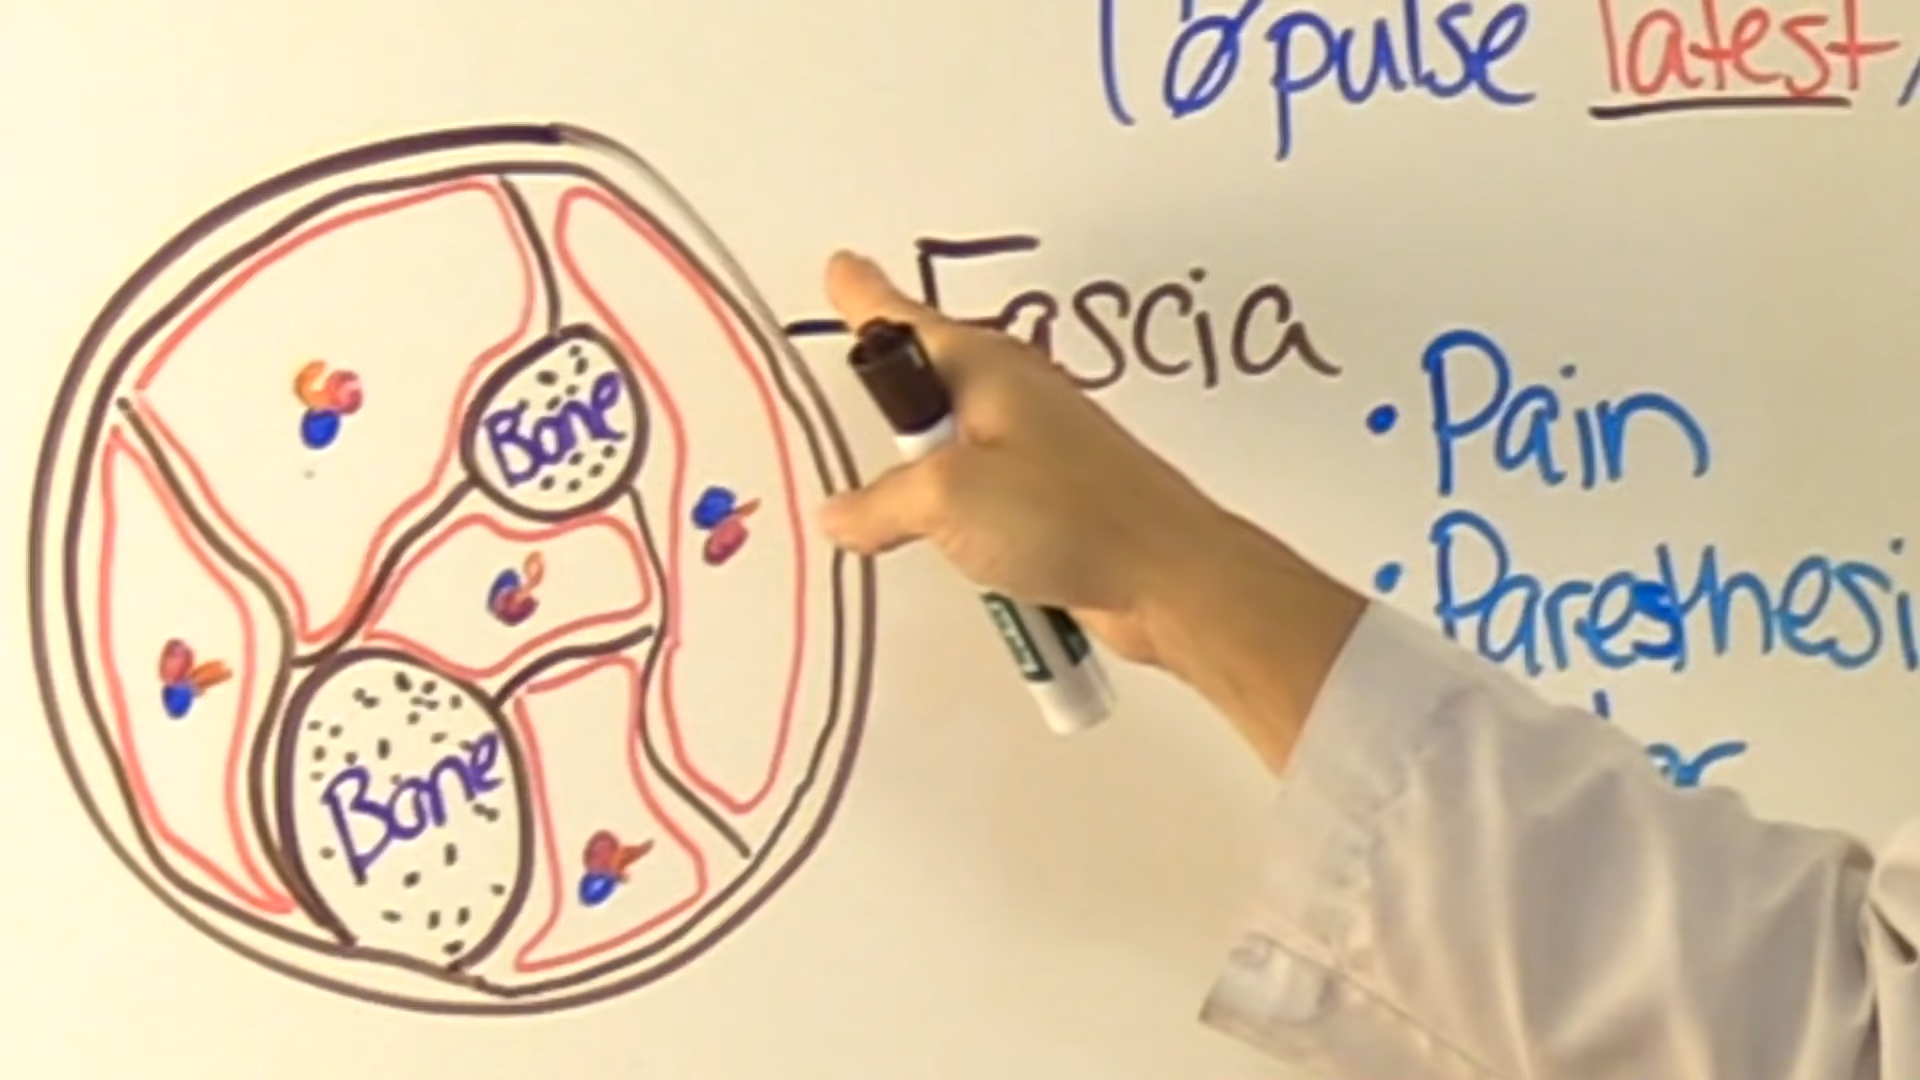 pulse latest
Fascia
Bone
• Pain
• Paresthesi
Bone